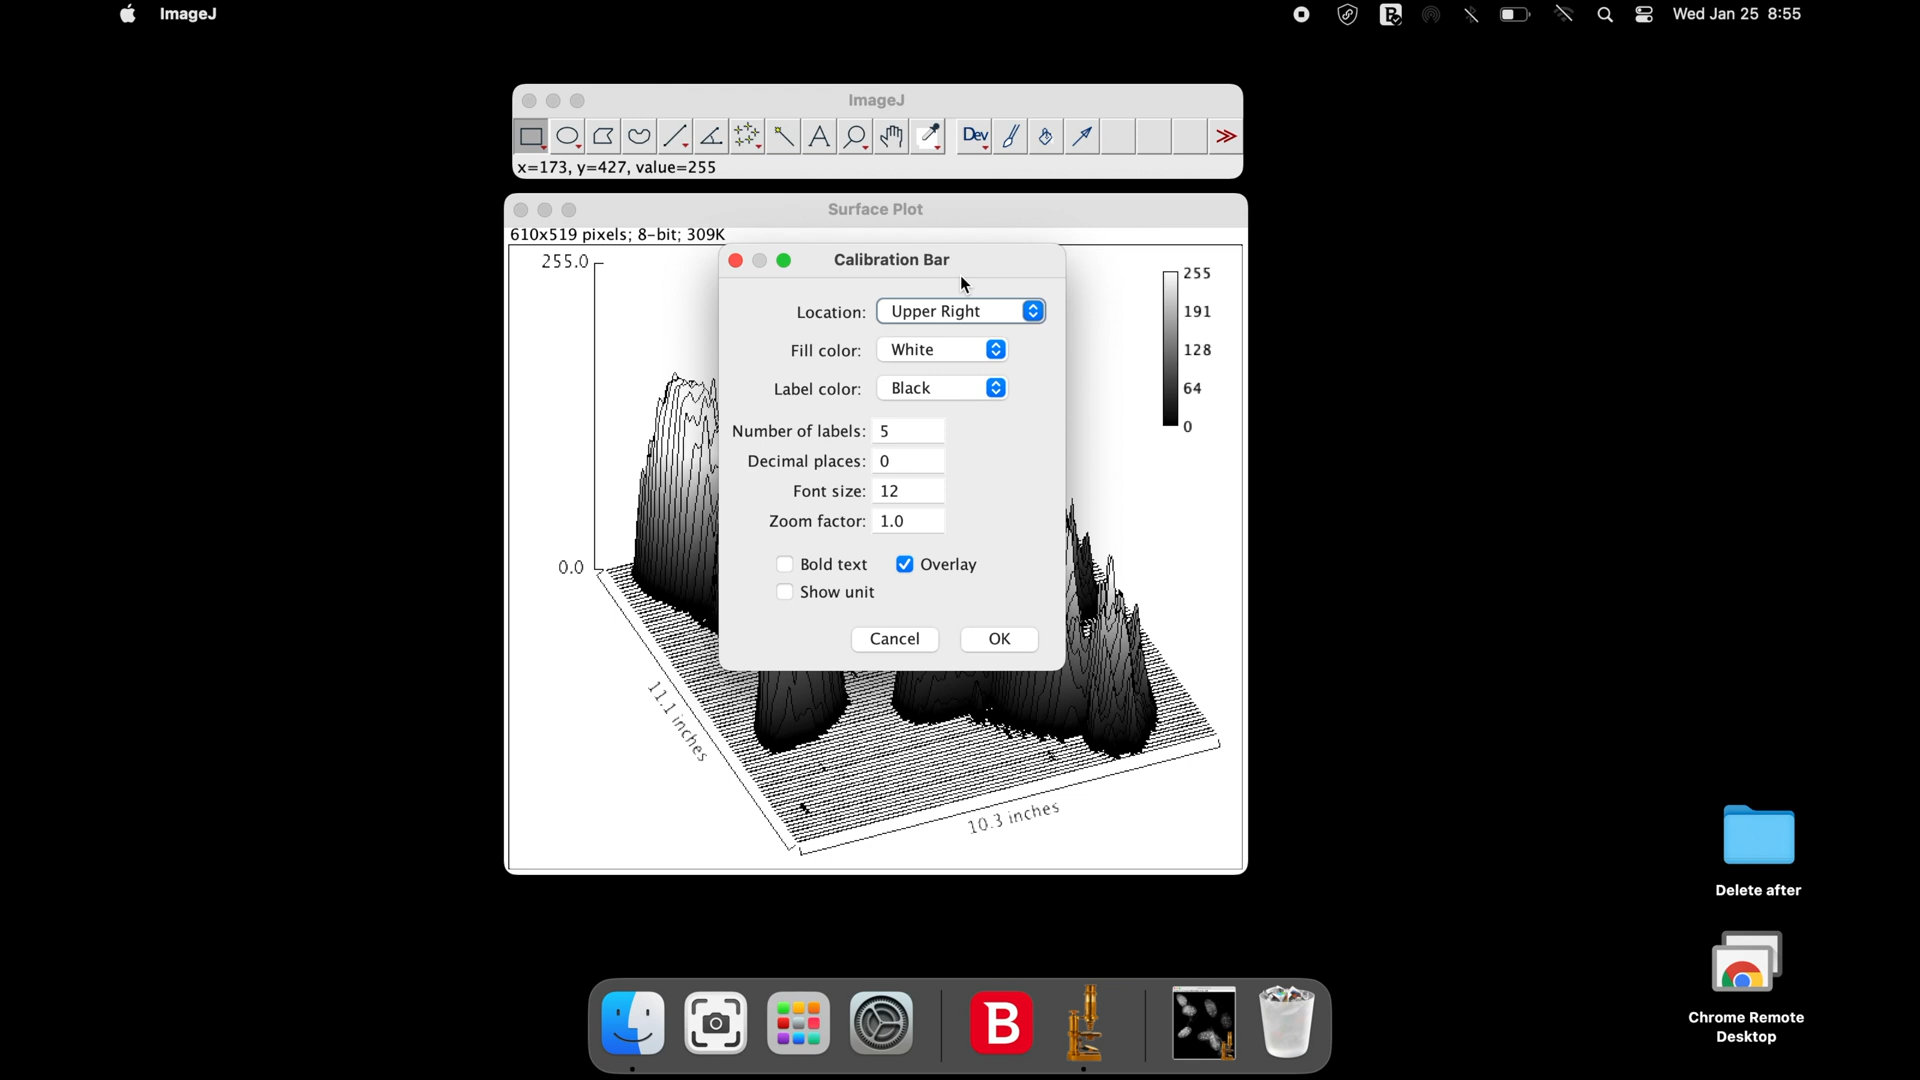 ImageJ
Wed Jan 25 8:55
ImageJ
Dev
x=173, y=427, value=255
Surface Plot
610x519 pixels; 8-bit; 309K
255.0
0.0
11.1 inches
10.3 inches
255
191
128
64
0
Calibration Bar
Location: Upper Right
Fill color: White
Label color: Black
Number of labels: 5
Decimal places: 0
Font size: 12
Zoom factor: 1.0
Bold text Overlay
Show unit
Cancel OK
Delete after
Chrome Remote
Desktop
B